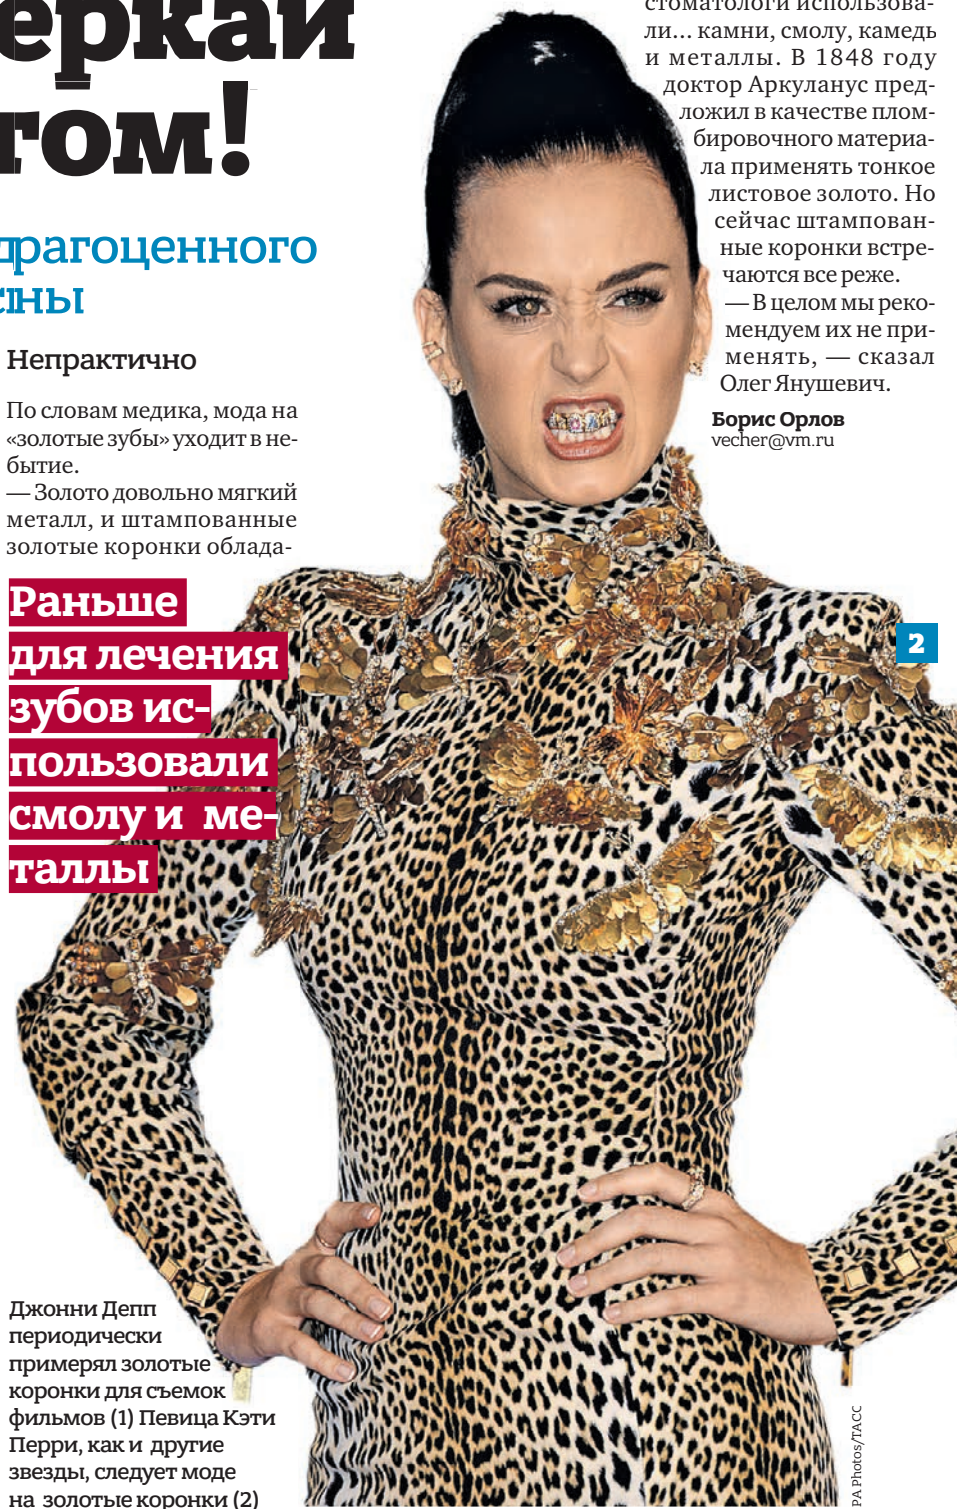 еркай
том!
драгоценного
сны
Непрактично
По словам медика, мода на
«золотые зубы» уходит в не-
бытие.
— Золото довольно мягкий
металл, и штампованные
золотые коронки облада-
Раньше
для лечения
зубов ис-
пользовали
смолу и ме-
таллы
стоматологи использова-
ли... камни, смолу, камедь
и металлы. В 1848 году
доктор Аркуланус пред-
ложил в качестве плом-
бировочного материа-
ла применять тонкое
листовое золото. Но
сейчас штампован-
ные коронки встре-
чаются все реже.
— В целом мы реко-
мендуем их не при-
менять, — сказал
Олег Янушевич.
Борис Орлов
vecher@vm.ru
2
Джонни Депп
периодически
примерял золотые
коронки для съемок
фильмов (1) Певица Кэти
Перри, как и другие
звезды, следует моде
на золотые коронки (2)
PA Photos/ТАСС